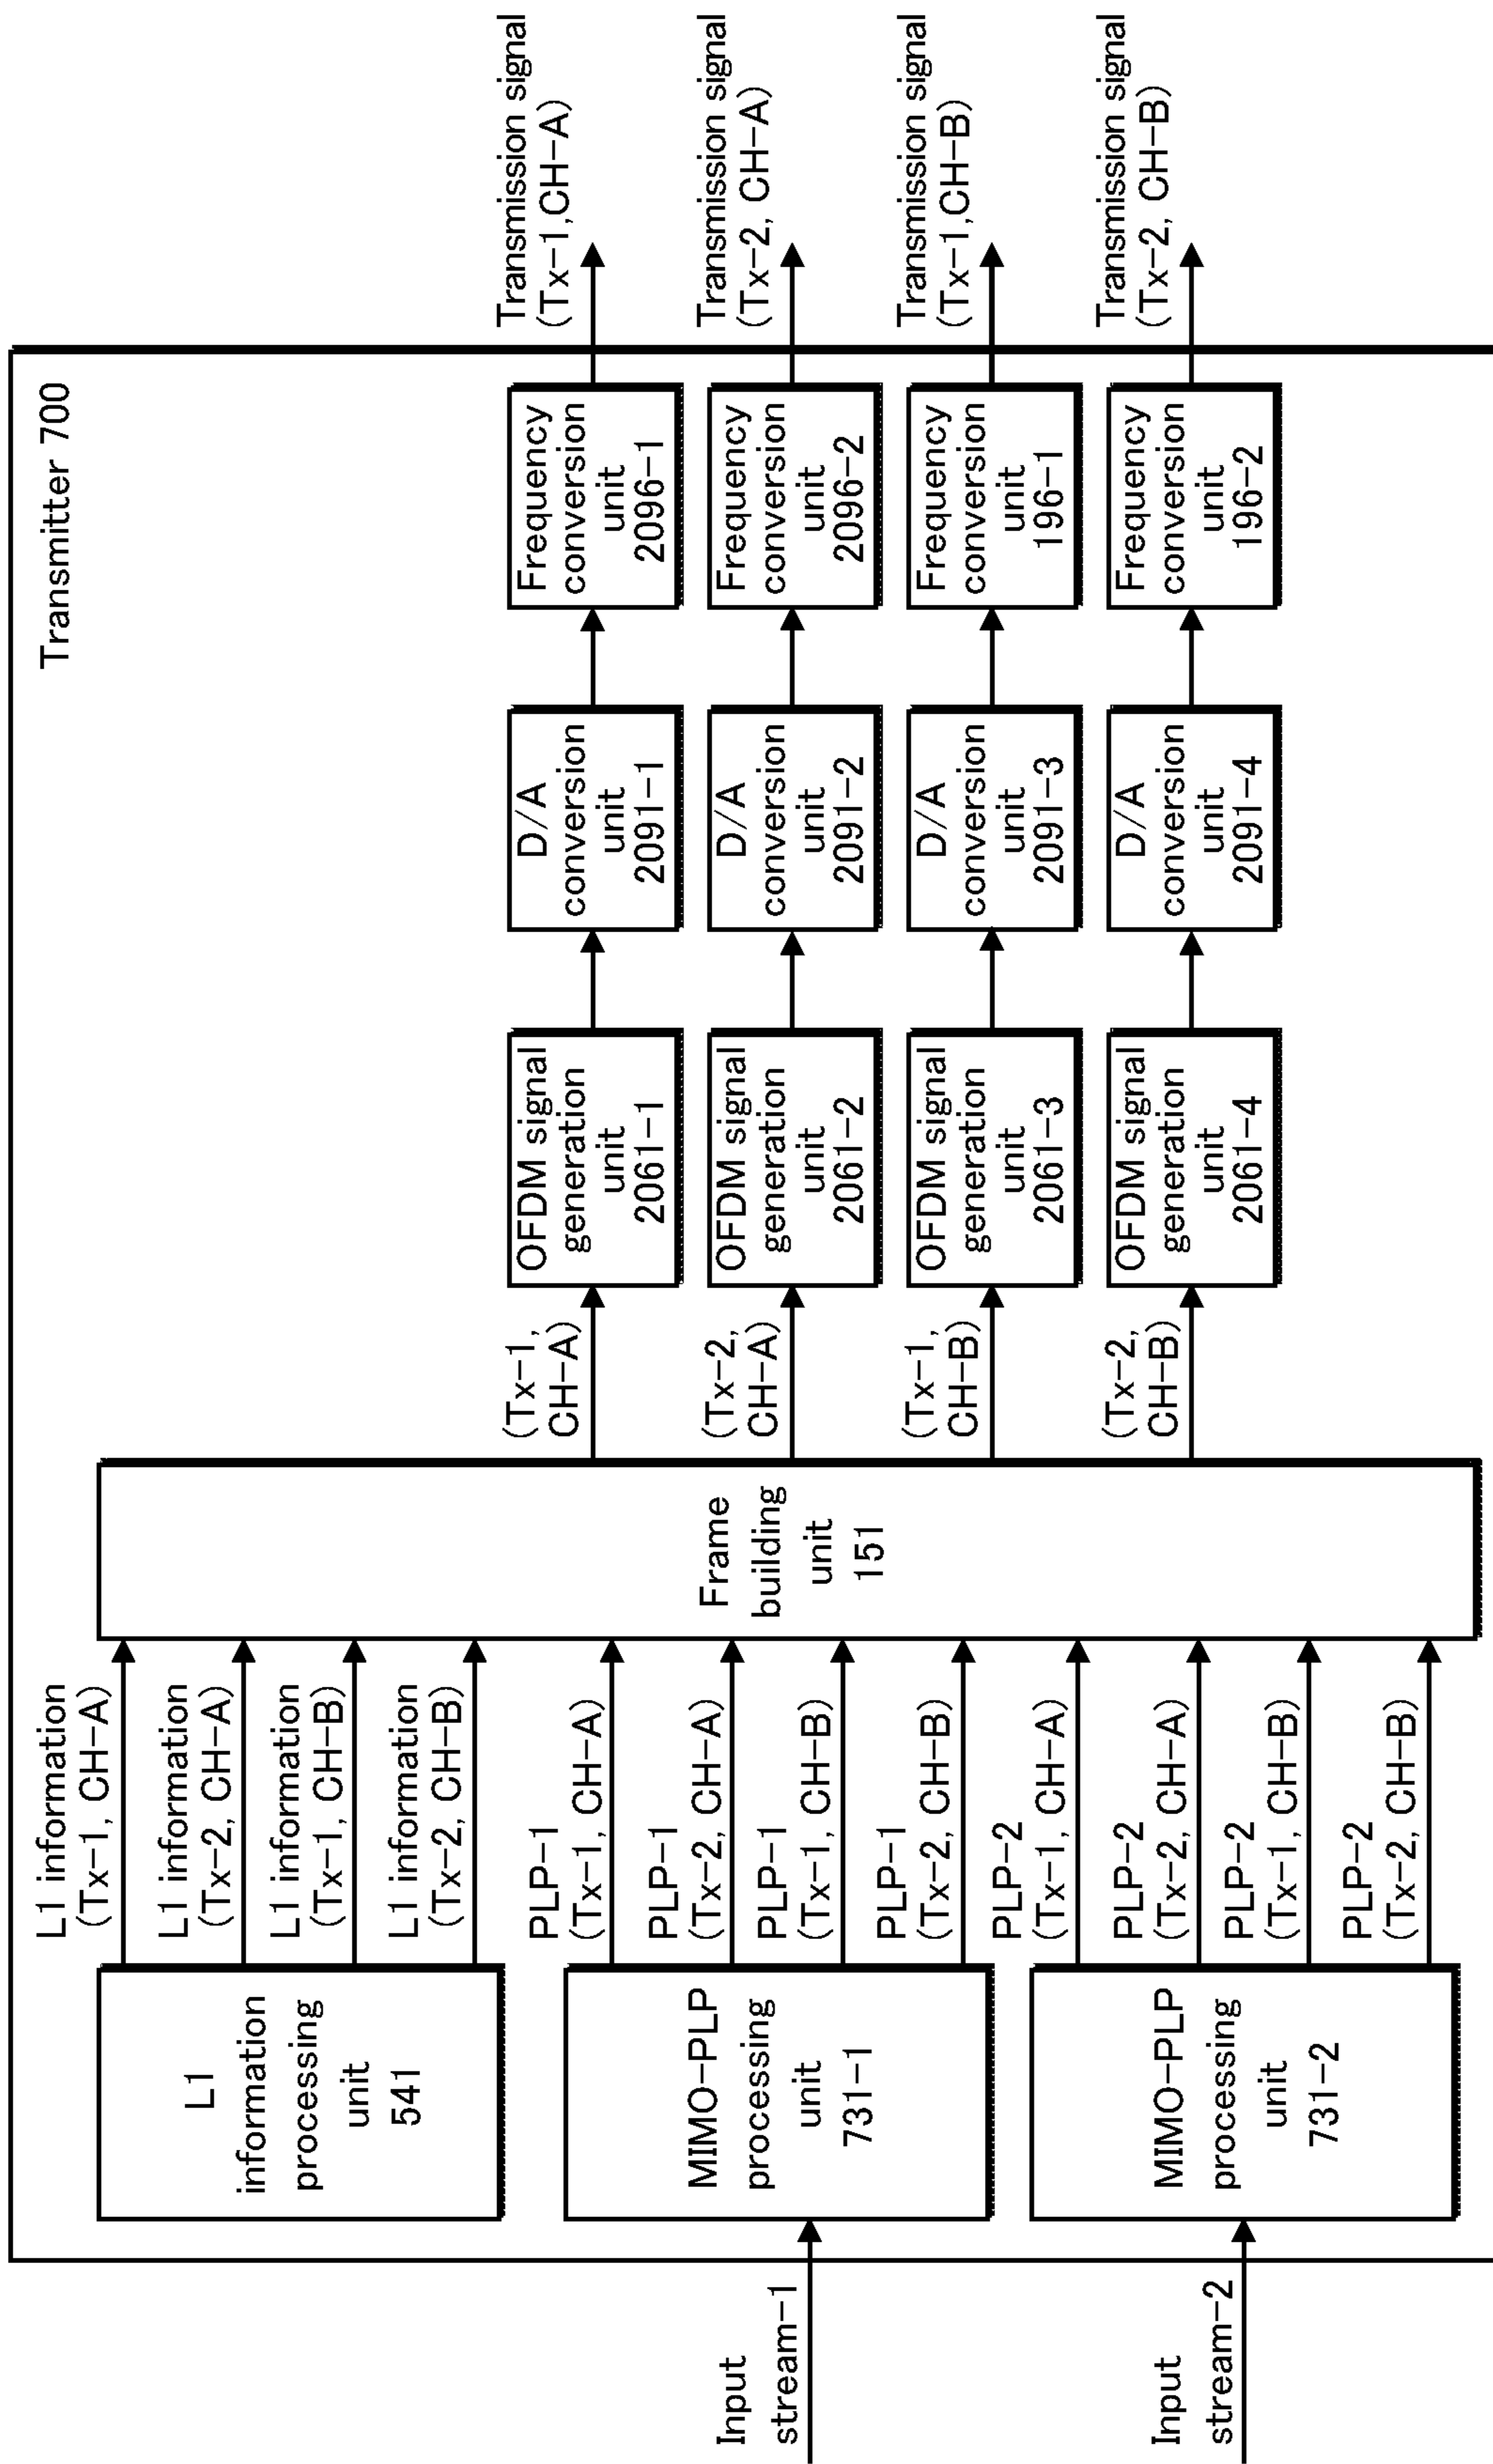 Transmitter 700
Input
stream-1
Input
stream-2
L1
information
processing
unit
541
MIMO-PLP
processing
unit
731-1
MIMO-PLP
processing
unit
731-2
L1 information
(Tx-1, CH-A)
L1 information
(Tx-2, CH-A)
L1 information
(Tx-1, CH-B)
L1 information
(Tx-2, CH-B)
PLP-1
(Tx-1, CH-A)
PLP-1
(Tx-2, CH-A)
PLP-1
(Tx-1, CH-B)
PLP-1
(Tx-2, CH-B)
PLP-2
(Tx-1, CH-A)
PLP-2
(Tx-2, CH-A)
PLP-2
(Tx-1, CH-B)
PLP-2
(Tx-2, CH-B)
Frame
building
unit
151
(Tx-1,
CH-A)
(Tx-2,
CH-A)
(Tx-1,
CH-B)
(Tx-2,
CH-B)
OFDM signal
generation
unit
2061-1
OFDM signal
generation
unit
2061-2
OFDM signal
generation
unit
2061-3
OFDM signal
generation
unit
2061-4
D/A
conversion
unit
2091-1
D/A
conversion
unit
2091-2
D/A
conversion
unit
2091-3
D/A
conversion
unit
2091-4
Frequency
conversion
unit
2096-1
Frequency
conversion
unit
2096-2
Frequency
conversion
unit
196-1
Frequency
conversion
unit
196-2
Transmission signal
(Tx-1,CH-A)
Transmission signal
(Tx-2, CH-A)
Transmission signal
(Tx-1,CH-B)
Transmission signal
(Tx-2, CH-B)